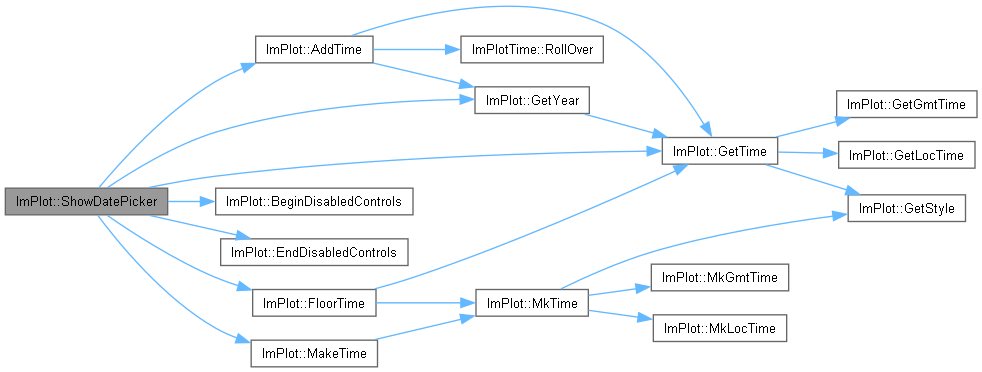 ImPlot::AddTime
ImPlotTime::RollOver
ImPlot::GetYear
ImPlot::GetGmtTime
ImPlot::GetTime
ImPlot::GetLocTime
ImPlot::ShowDatePicker
ImPlot::BeginDisabledControls
ImPlot::GetStyle
ImPlot::EndDisabledControls
ImPlot::MkGmtTime
ImPlot::FloorTime
ImPlot::MkTime
ImPlot::MkLocTime
ImPlot::MakeTime